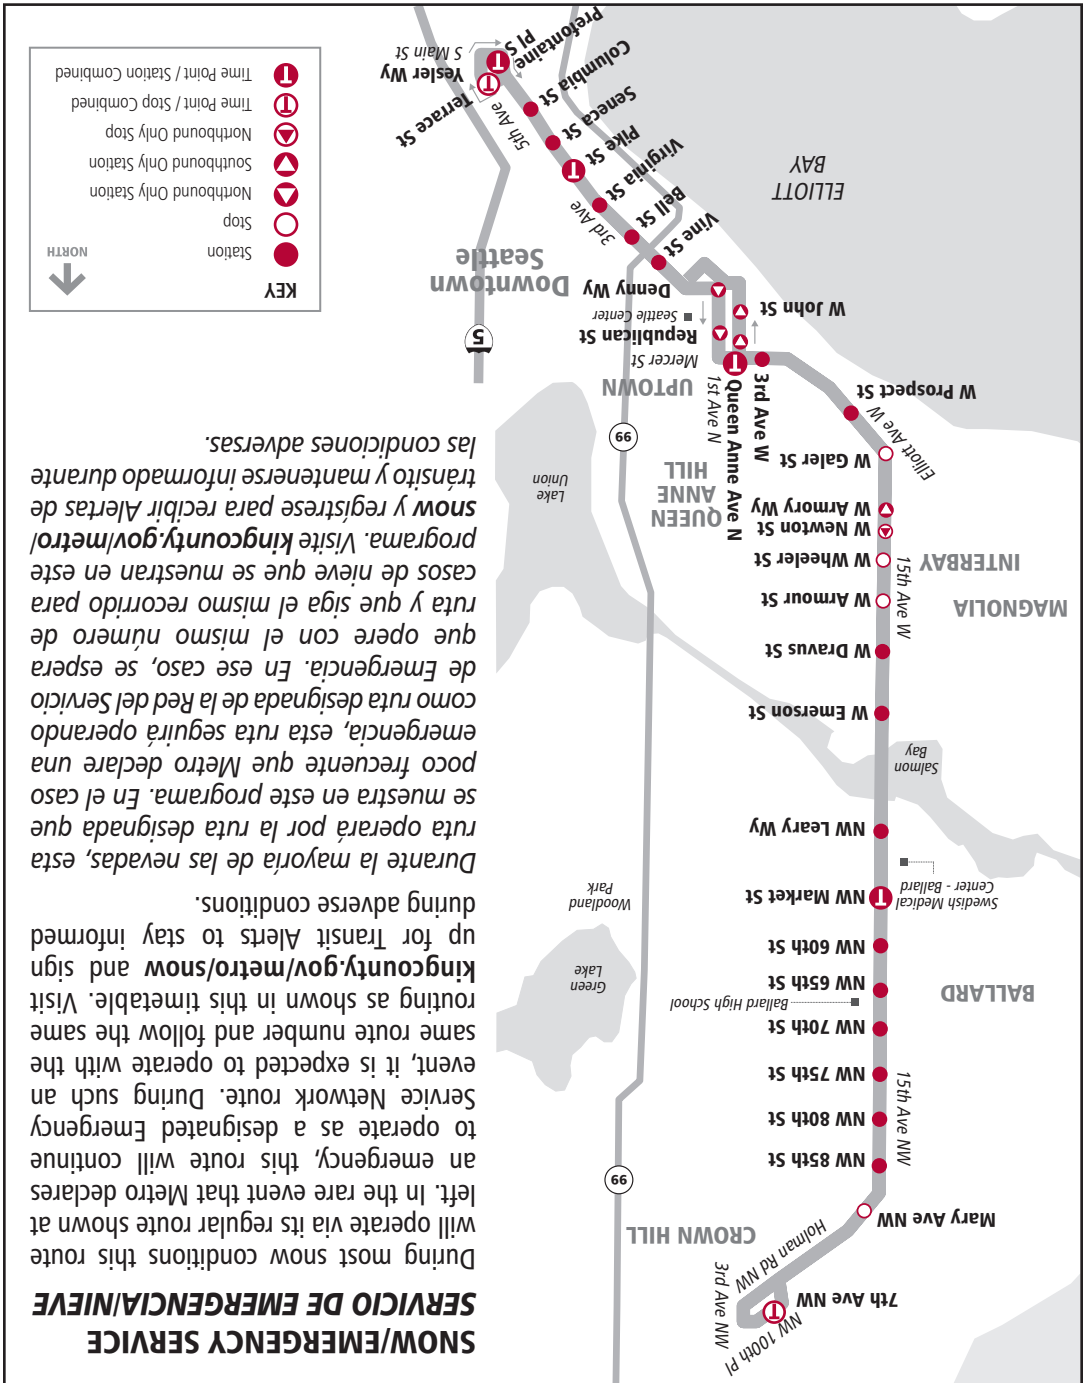 SNOW/EMERGENCY SERVICE
SERVICIO DE EMERGENCIA/NIEVE
During most snow conditions this route
will operate via its regular route shown at
left. In the rare event that Metro declares
an emergency, this route will continue
to operate as a designated Emergency
Service Network route. During such an
event, it is expected to operate with the
same route number and follow the same
routing as shown in this timetable. Visit
kingcounty.gov/metro/snow and sign
up for Transit Alerts to stay informed
during adverse conditions.
Durante la mayoría de las nevadas, esta
ruta operará por la ruta designada que
se muestra en este programa. En el caso
poco frecuente que Metro declare una
emergencia, esta ruta seguirá operando
como ruta designada de la Red del Servicio
de Emergencia. En ese caso, se espera
que opere con el mismo número de
ruta y que siga el mismo recorrido para
casos de nieve que se muestran en este
programa. Visite kingcounty.gov/metro/
snow y regístrese para recibir Alertas de
tránsito y mantenerse informado durante
las condiciones adversas.
7th Ave NW
NW 100th Pl
3rd Ave NW
Holman Rd NW
CROWN HILL
Mary Ave NW
99
NW 85th St
15th Ave NW
NW 80th St
NW 75th St
NW 70th St
Ballard High School
BALLARD
NW 65th St
NW 60th St
Green
Lake
Woodland
Park
Swedish Medical
Center - Ballard
NW Market St
NW Leary Wy
Salmon
Bay
W Emerson St
W Dravus St
MAGNOLIA
W Armour St
INTERBAY
15th Ave W
W Wheeler St
W Newton St
W Armory Wy
W Galer St
Elliott Ave W
W Prospect St
QUEEN
ANNE
HILL
Lake
Union
99
3rd Ave W
Queen Anne Ave N
1st Ave N
UPTOWN
Mercer St
Republican St
Seattle Center
W John St
Denny Wy
5
Downtown
Seattle
Vine St
Bell St
3rd Ave
Virginia St
Pike St
Seneca St
Columbia St
5th Ave
Terrace St
Yesler Wy
S Main St
Prefontaine
Pl S
ELLIOTT
BAY
KEY
NORTH
Station
Stop
Northbound Only Station
Southbound Only Station
Northbound Only Stop
Time Point / Stop Combined
Time Point / Station Combined